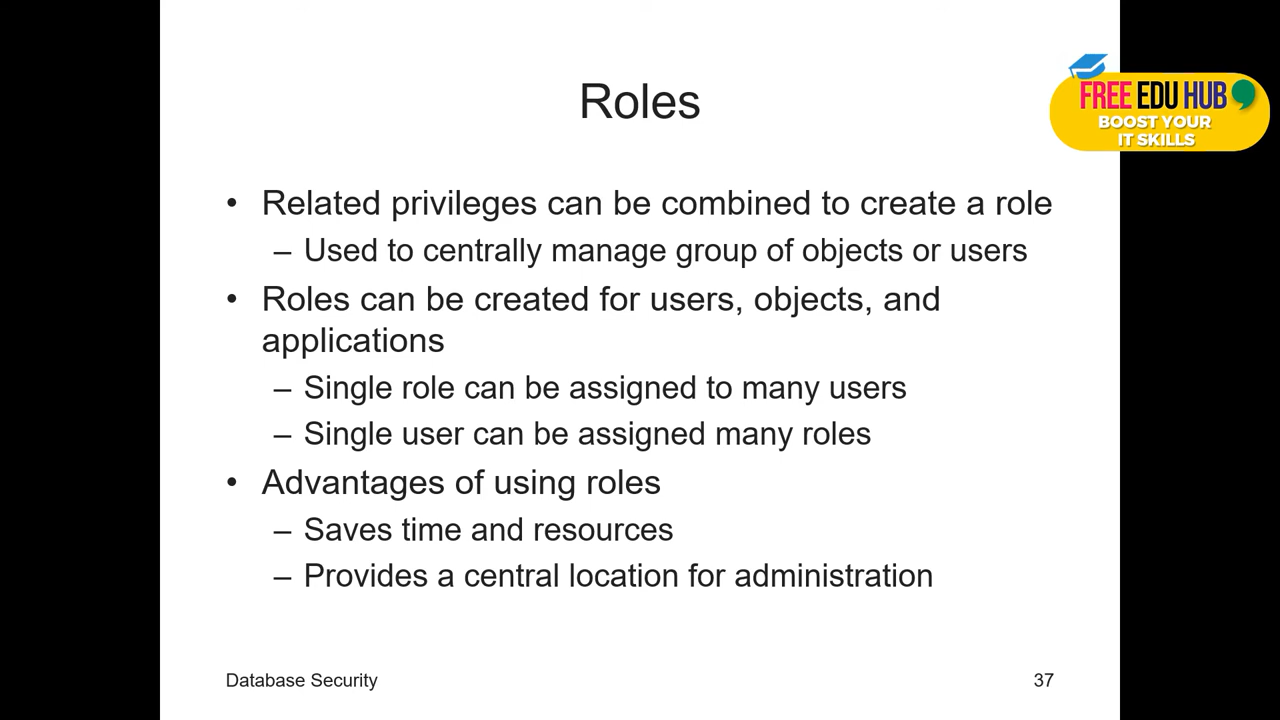 Roles
FREE EDU HUB
BOOST YOUR
IT SKILLS
• Related privileges can be combined to create a role
– Used to centrally manage group of objects or users
• Roles can be created for users, objects, and
applications
– Single role can be assigned to many users
– Single user can be assigned many roles
• Advantages of using roles
– Saves time and resources
– Provides a central location for administration
Database Security
37